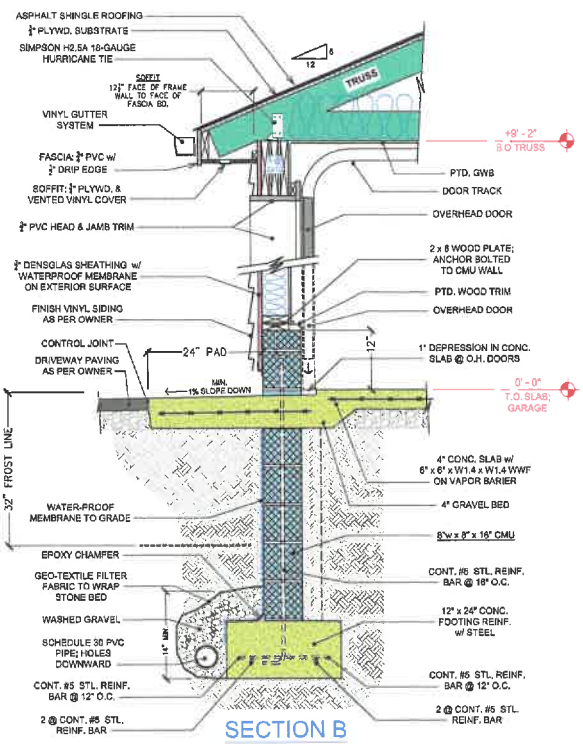 ASPHALT SHINGLE ROOFING
¾" PLYWD. SUBSTRATE
SIMPSON H2.5A 18-GAUGE
HURRICANE TIE
SOFFIT
12½" FACE OF FRAME
WALL TO FACE OF
FASCIA BD.
VINYL GUTTER
SYSTEM
FASCIA: ¾" PVC w/
½" DRIP EDGE
SOFFIT: ½" PLYWD. &
VENTED VINYL COVER
¾" PVC HEAD & JAMB TRIM
DENSGLAS SHEATHING w/
WATERPROOF MEMBRANE
ON EXTERIOR SURFACE
FINISH VINYL SIDING
AS PER OWNER
CONTROL JOINT
DRIVEWAY PAVING
AS PER OWNER
24" PAD
MIN.
1% SLOPE DOWN
32" FROST LINE
WATER-PROOF
MEMBRANE TO GRADE
EPOXY CHAMFER
GEO-TEXTILE FILTER
FABRIC TO WRAP
STONE BED
WASHED GRAVEL
SCHEDULE 30 PVC
PIPE; HOLES
DOWNWARD
14" MIN
CONT. #5 STL. REINF.
BAR @ 12" O.C.
2 @ CONT. #5 STL.
REINF. BAR
6
12
TRUSS
+9' - 2"
B.O TRUSS
PTD. GWB
DOOR TRACK
OVERHEAD DOOR
2 x 8 WOOD PLATE;
ANCHOR BOLTED
TO CMU WALL
PTD. WOOD TRIM
OVERHEAD DOOR
12"
1" DEPRESSION IN CONC.
SLAB @ O.H. DOORS
0' - 0"
T.O. SLAB;
GARAGE
4" CONC. SLAB w/
6" x 6" x W1.4 x W1.4 WWF
ON VAPOR BARIER
4" GRAVEL BED
8"w x 8" x 16" CMU
CONT. #5 STL. REINF.
BAR @ 16" O.C.
12" x 24" CONC.
FOOTING REINF.
w/ STEEL
CONT. #5 STL. REINF.
BAR @ 12" O.C.
2 @ CONT. #5 STL.
REINF. BAR
SECTION B